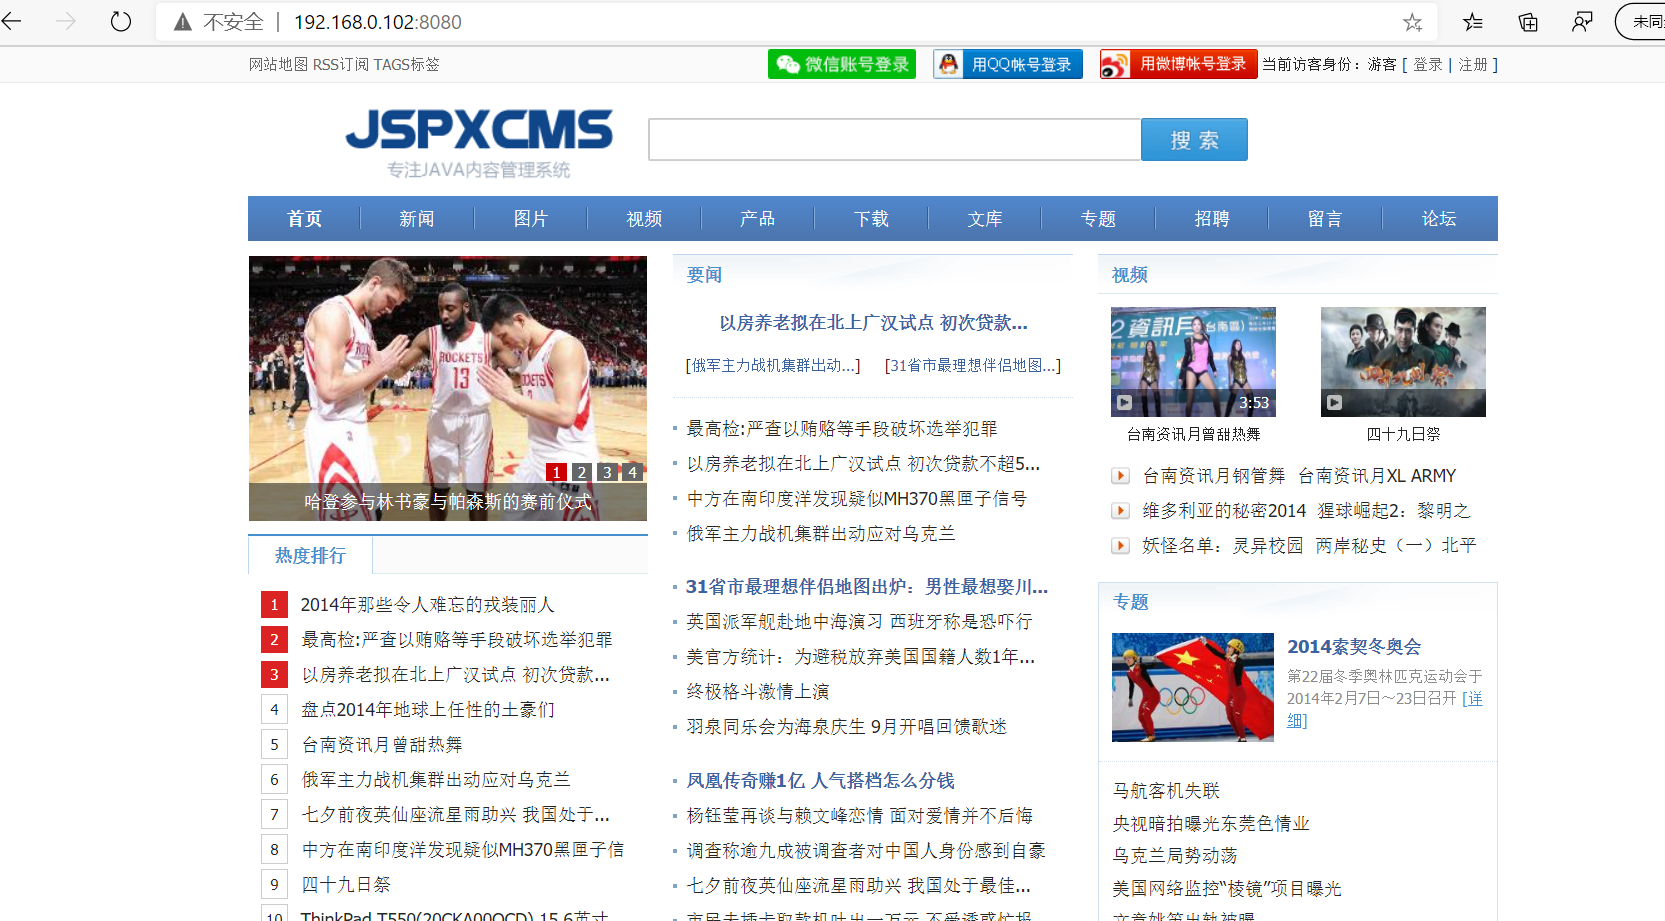 不安全 | 192.168.0.102:8080
未同
网站地图 RSS订阅 TAGS标签
微信账号登录
用QQ帐号登录
用微博帐号登录
当前访客身份：游客 [ 登录 | 注册 ]
JSPXCMS
专注JAVA内容管理系统
搜 索
首页 新闻 图片 视频 产品 下载 文库 专题 招聘 留言 论坛
ROCKETS
13
1 2 3 4
哈登参与林书豪与帕森斯的赛前仪式
热度排行
1 2014年那些令人难忘的戎装丽人
2 最高检:严查以贿赂等手段破坏选举犯罪
3 以房养老拟在北上广汉试点 初次贷款...
4 盘点2014年地球上任性的土豪们
5 台南资讯月曾甜热舞
6 俄军主力战机集群出动应对乌克兰
7 七夕前夜英仙座流星雨助兴 我国处于...
8 中方在南印度洋发现疑似MH370黑匣子信
9 四十九日祭
10 ThinkPad T550(20CKA00QCD) 15.6英寸
要闻
以房养老拟在北上广汉试点 初次贷款...
[俄军主力战机集群出动...] [31省市最理想伴侣地图...]
最高检:严查以贿赂等手段破坏选举犯罪
以房养老拟在北上广汉试点 初次贷款不超5...
中方在南印度洋发现疑似MH370黑匣子信号
俄军主力战机集群出动应对乌克兰
31省市最理想伴侣地图出炉：男性最想娶川...
英国派军舰赴地中海演习 西班牙称是恐吓行
美官方统计：为避税放弃美国国籍人数1年...
终极格斗激情上演
羽泉同乐会为海泉庆生 9月开唱回馈歌迷
凤凰传奇赚1亿 人气搭档怎么分钱
杨钰莹再谈与赖文峰恋情 面对爱情并不后悔
调查称逾九成被调查者对中国人身份感到自豪
七夕前夜英仙座流星雨助兴 我国处于最佳...
市民未插卡取款机吐出一万元 不受诱惑忙报
视频
3:53
台南资讯月曾甜热舞
四十九日祭
台南资讯月钢管舞 台南资讯月XL ARMY
维多利亚的秘密2014 猩球崛起2：黎明之
妖怪名单：灵异校园 两岸秘史（一）北平
专题
2014索契冬奥会
第22届冬季奥林匹克运动会于
2014年2月7日～23日召开 [详
细]
马航客机失联
央视暗拍曝光东莞色情业
乌克兰局势动荡
美国网络监控“棱镜”项目曝光
文章姚笛出轨被曝